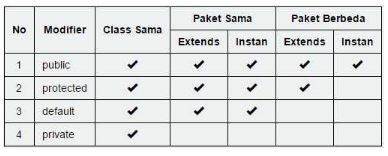 No Modifier Class Sama Paket Sama Paket Berbeda
Extends Instan Extends Instan
1 public ✔ ✔ ✔ ✔ ✔
2 protected ✔ ✔ ✔ ✔
3 default ✔ ✔ ✔
4 private ✔